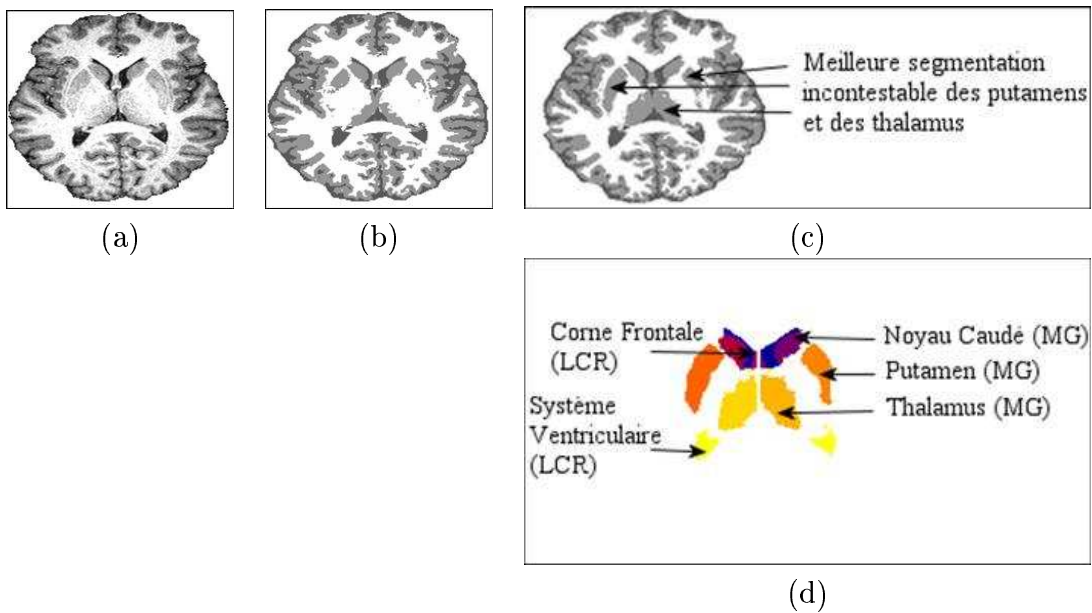 Meilleure segmentation
incontestable des putamens
et des thalamus
(a)
(b)
(c)
Corne Frontale
(LCR)
Noyau Caudé (MG)
Putamen (MG)
Thalamus (MG)
Système
Ventriculaire
(LCR)
(d)